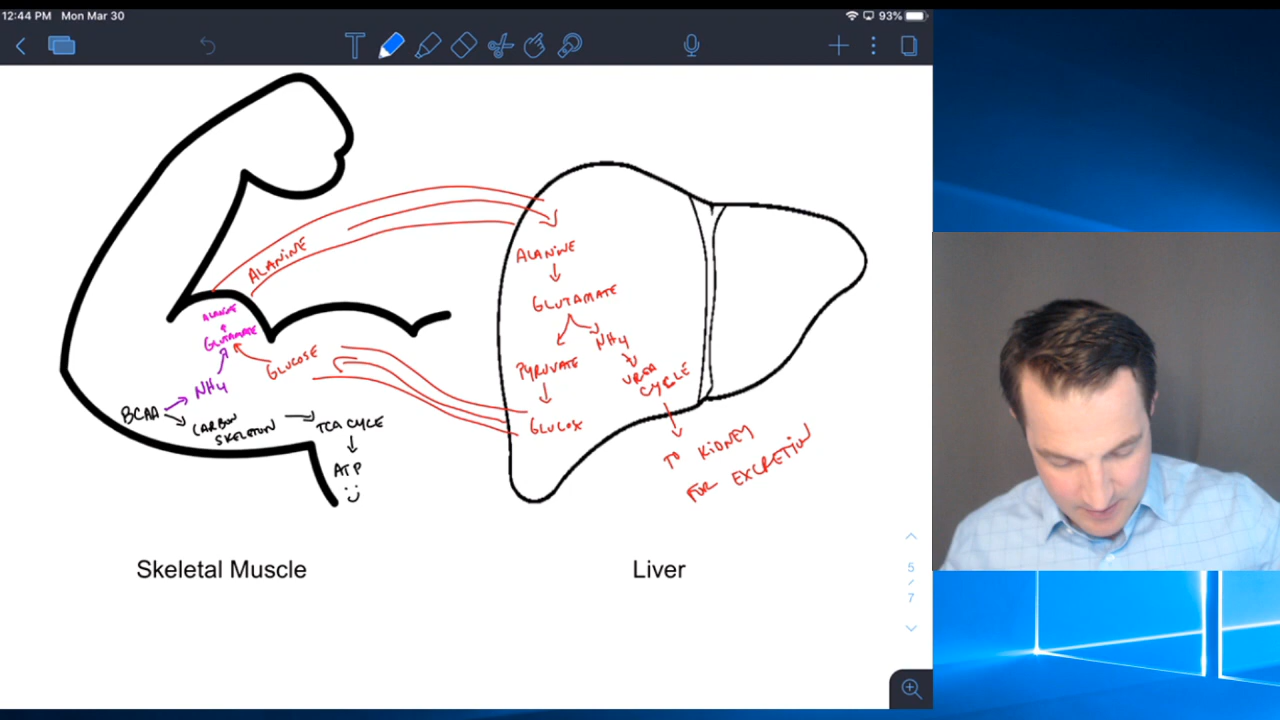 12:44 PM Mon Mar 30
93%
T
ALANINE
ALANINE
GLUTAMATE
NH4
BCAA
CARBON
SKELETON
TCA CYCLE
ATP
GLUCOSE
ALANINE
GLUTAMATE
PYRUVATE
NH4
UREA
CYCLE
GLUCOSE
TO KIDNEY
FOR EXCRETION
Skeletal Muscle
Liver
5
/
7